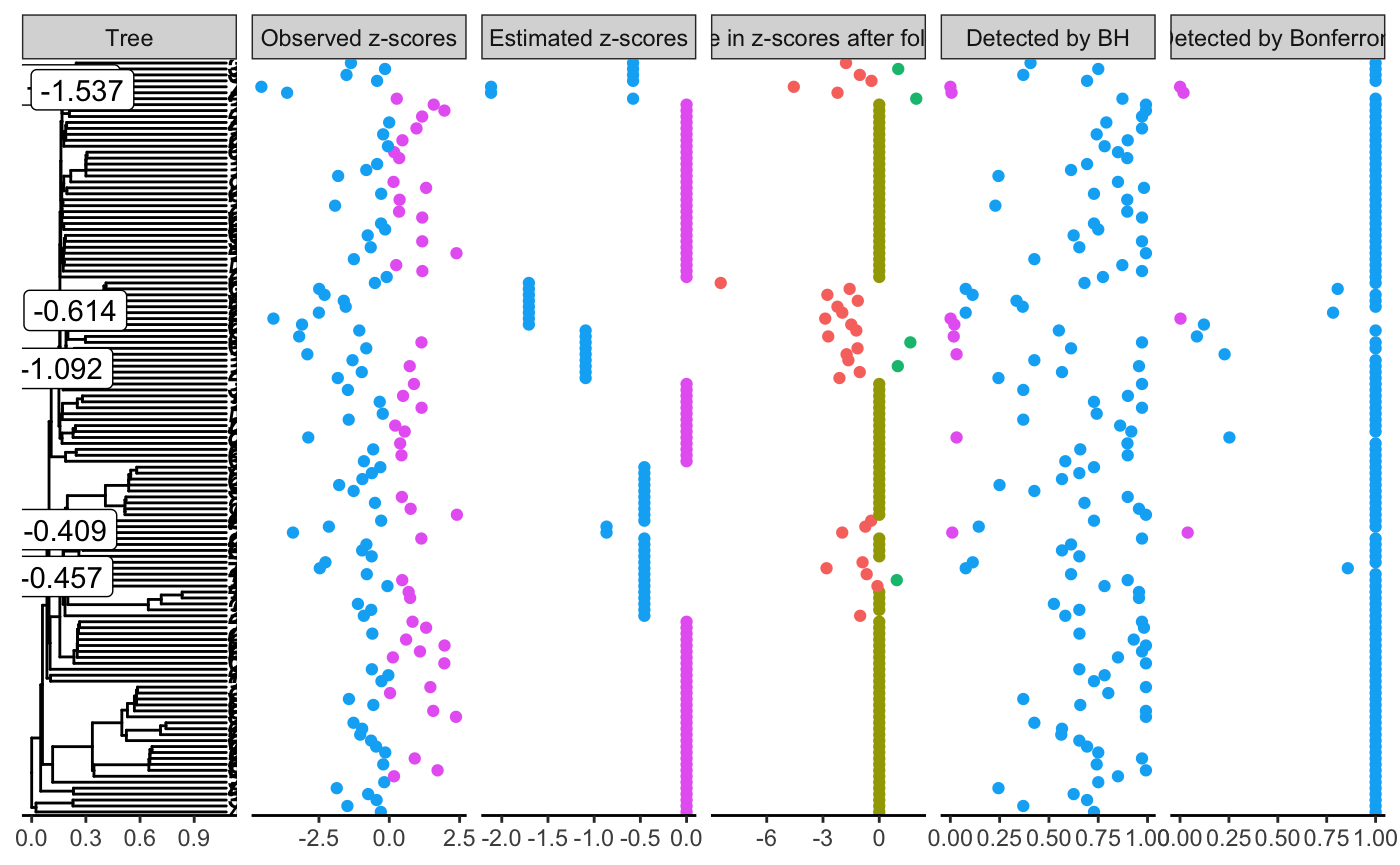 Tree
Observed z-scores
Estimated z-scores
e in z-scores after fol
Detected by BH
Detected by Bonferror
-1.537
-0.614
-1.092
-0.409
-0.457
0.0 0.3 0.6 0.9
-2.5 0.0 2.5
-2.0 -1.5 -1.0 -0.5 0.0
-6 -3 0
0.00 0.25 0.50 0.75 1.00
0.00 0.25 0.50 0.75 1.00